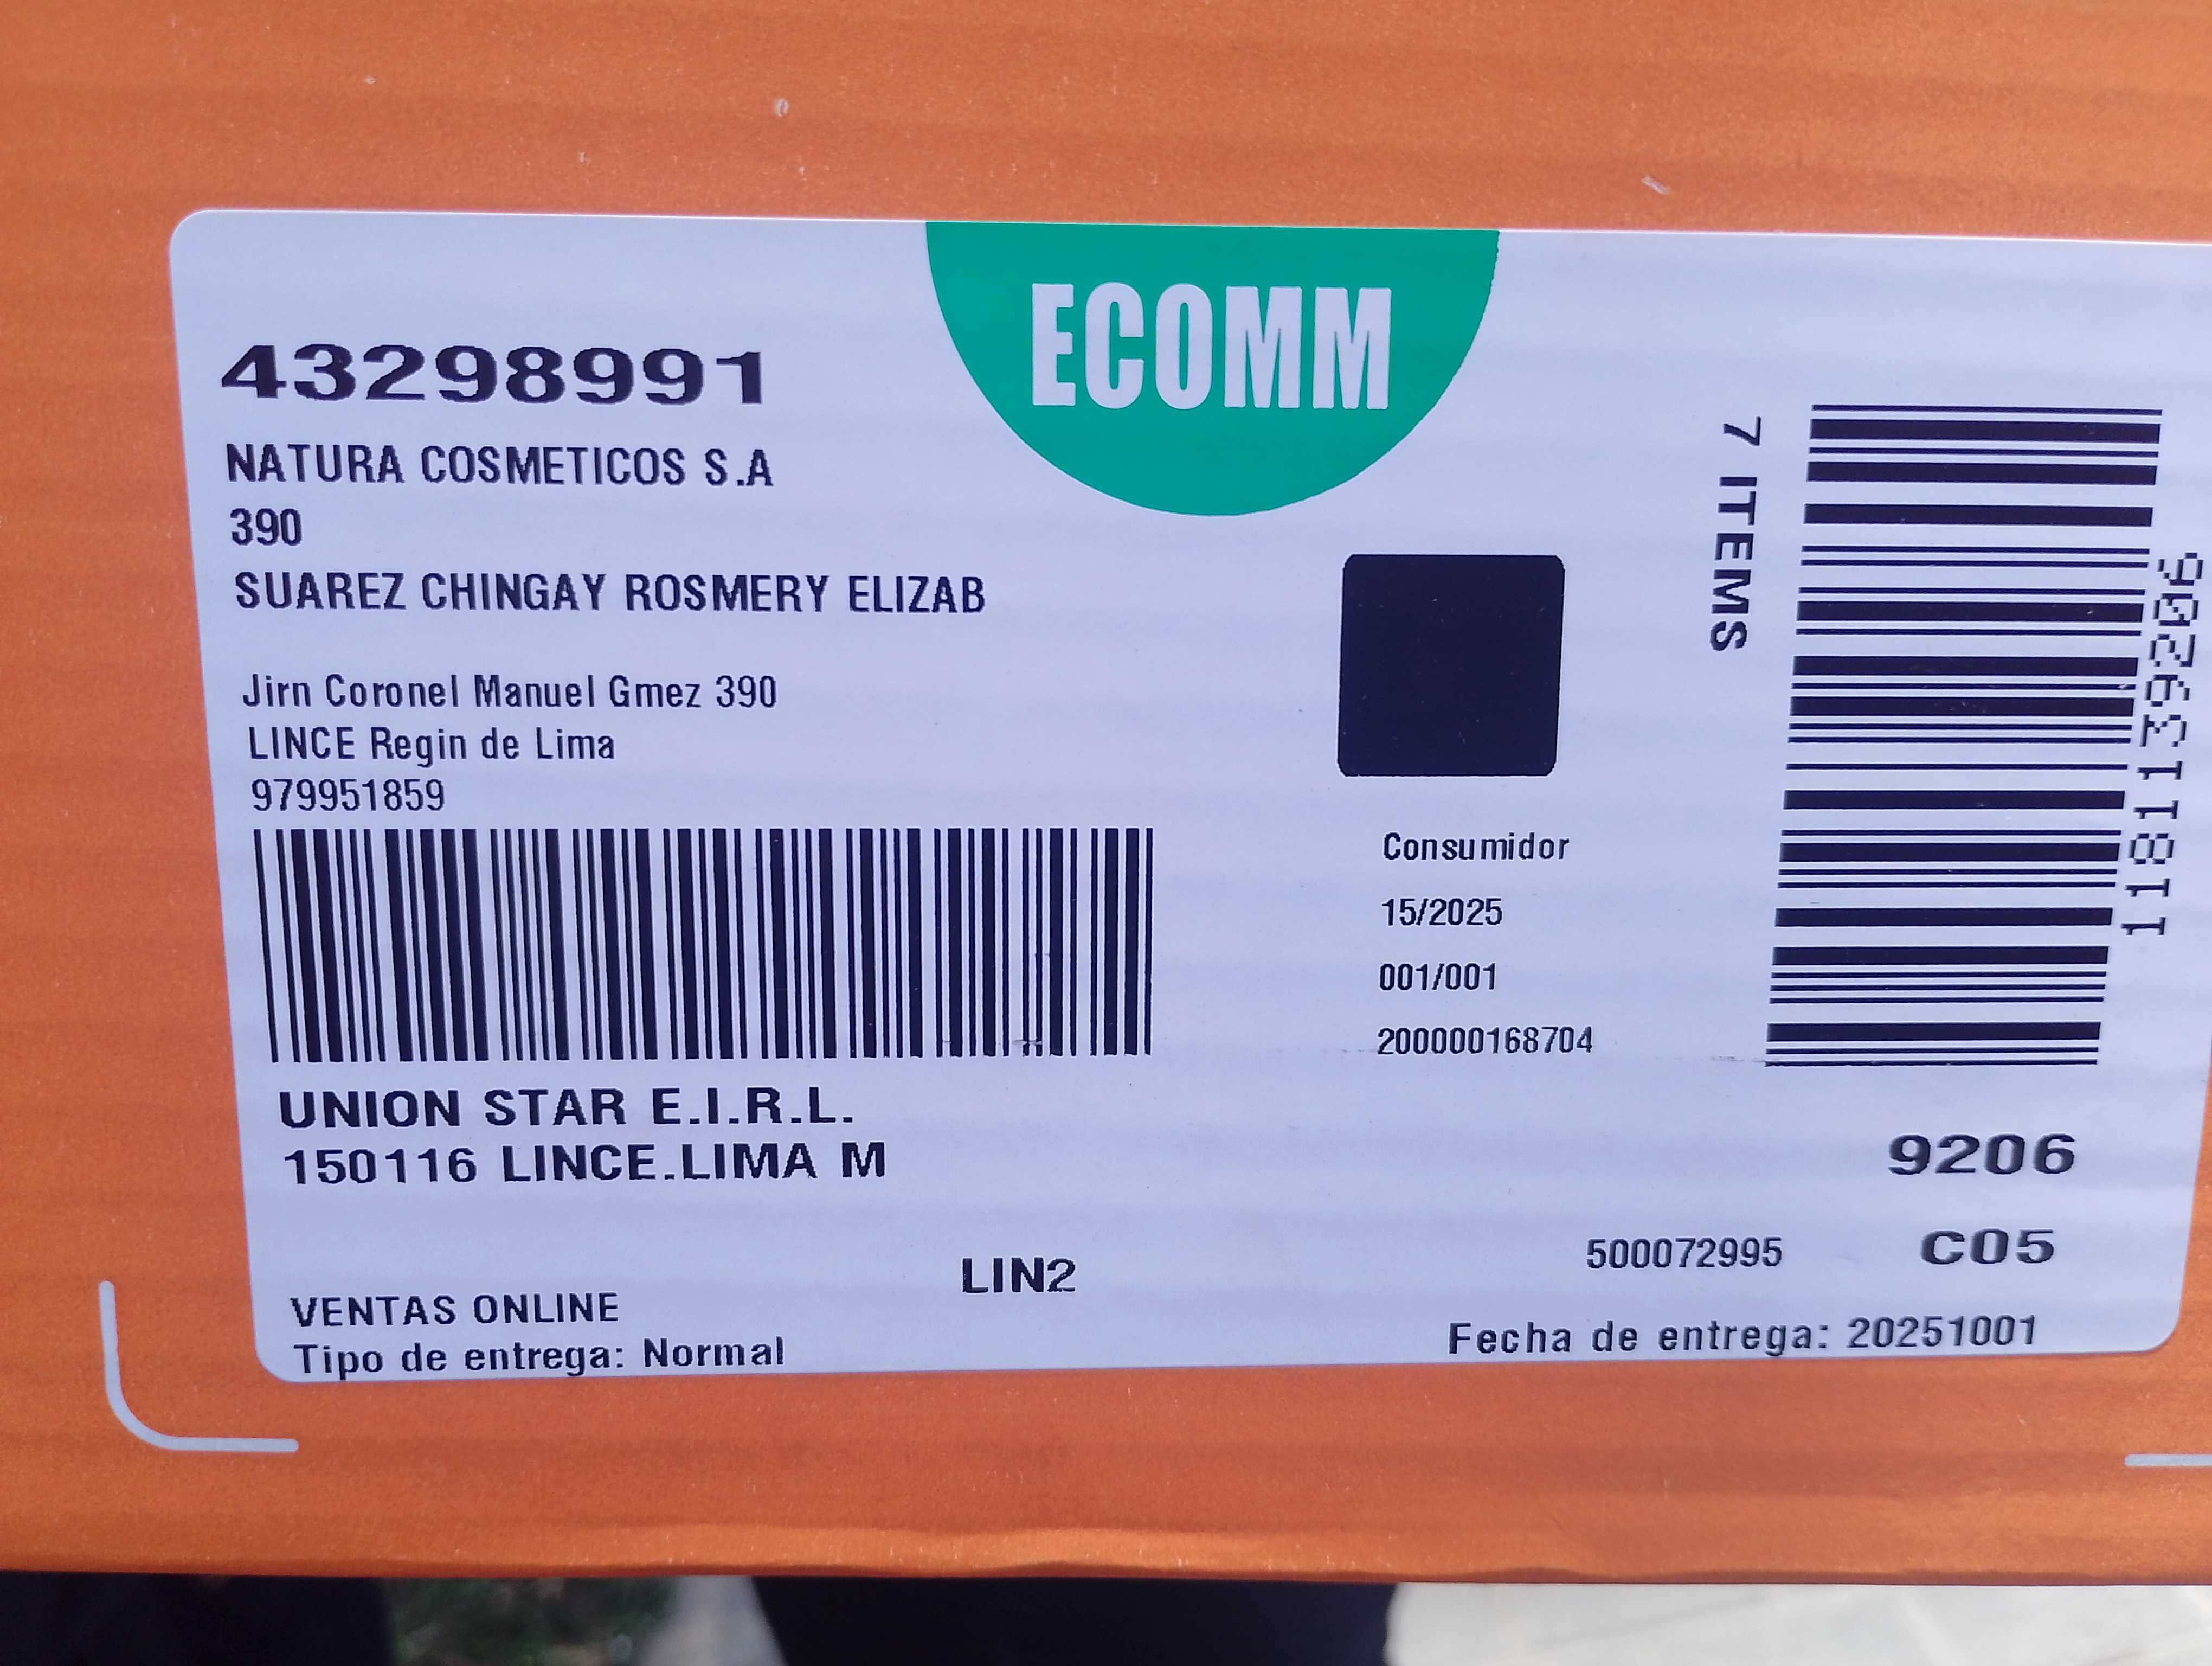 ECOMM
43298991
NATURA COSMETICOS S.A
390
SUAREZ CHINGAY ROSMERY ELIZAB
Jirn Coronel Manuel Gmez 390
LINCE Regin de Lima
979951859
7 ITEMS
1181139206
Consumidor
15/2025
001/001
200000168704
UNION STAR E.I.R.L.
150116 LINCE.LIMA M
9206
LIN2
500072995
C05
VENTAS ONLINE
Tipo de entrega: Normal
Fecha de entrega: 20251001